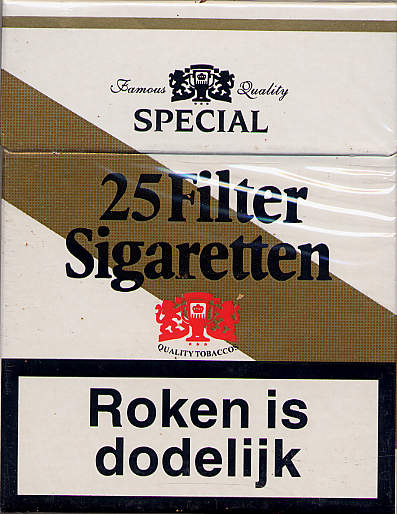 Famous Quality
SPECIAL
25 Filter
Sigaretten
QUALITY TOBACCOS
Roken is
dodelijk